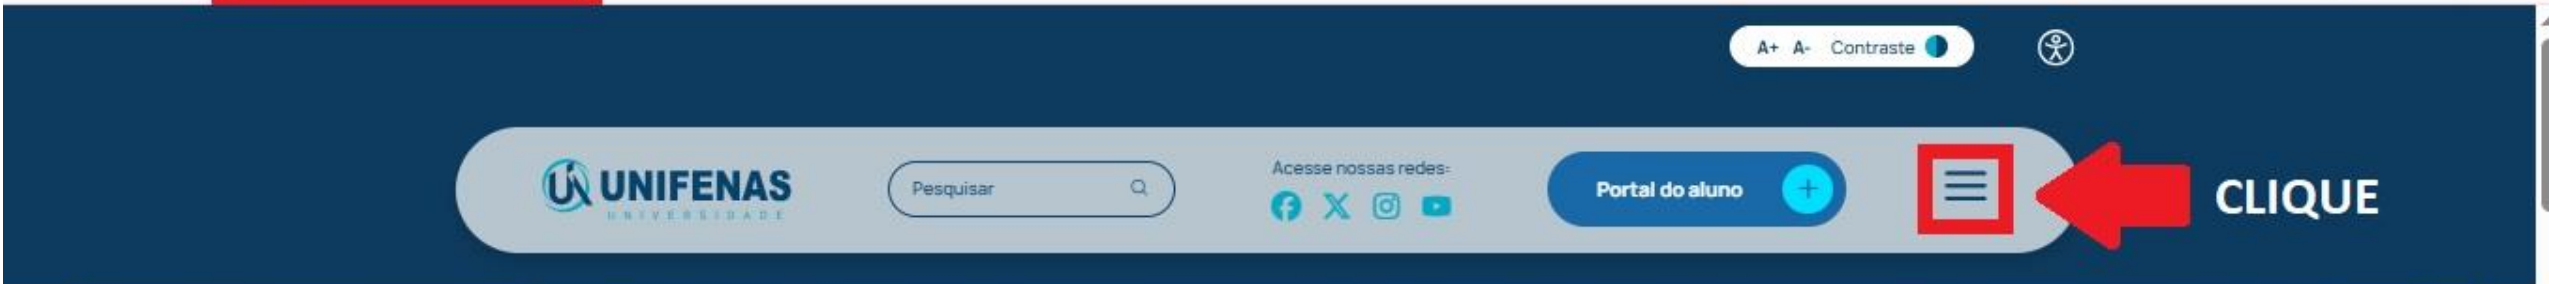 A+ A- Contraste
UNIFENAS
UNIVERSIDADE
Pesquisar
Acesse nossas redes:
Portal do aluno +
CLIQUE